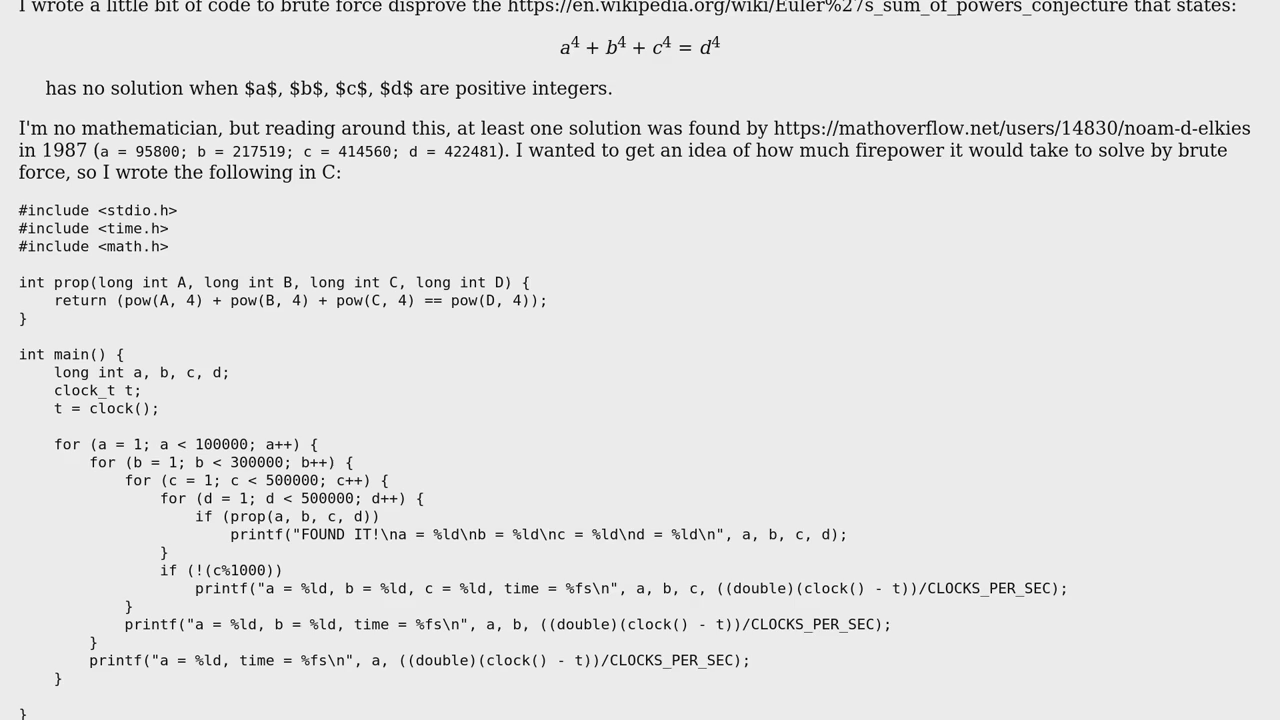 I wrote a little bit of code to brute force disprove the https://en.wikipedia.org/wiki/Euler%27s_sum_of_powers_conjecture that states:
a⁴ + b⁴ + c⁴ = d⁴
has no solution when $a$, $b$, $c$, $d$ are positive integers.
I'm no mathematician, but reading around this, at least one solution was found by https://mathoverflow.net/users/14830/noam-d-elkies
in 1987 (a = 95800; b = 217519; c = 414560; d = 422481). I wanted to get an idea of how much firepower it would take to solve by brute
force, so I wrote the following in C:
#include <stdio.h>
#include <time.h>
#include <math.h>
int prop(long int A, long int B, long int C, long int D) {
    return (pow(A, 4) + pow(B, 4) + pow(C, 4) == pow(D, 4));
}
int main() {
    long int a, b, c, d;
    clock_t t;
    t = clock();
    for (a = 1; a < 100000; a++) {
        for (b = 1; b < 300000; b++) {
            for (c = 1; c < 500000; c++) {
                for (d = 1; d < 500000; d++) {
                    if (prop(a, b, c, d))
                        printf("FOUND IT!\na = %ld\nb = %ld\nc = %ld\nd = %ld\n", a, b, c, d);
                }
                if (!(c%1000))
                    printf("a = %ld, b = %ld, c = %ld, time = %fs\n", a, b, c, ((double)(clock() - t))/CLOCKS_PER_SEC);
            }
            printf("a = %ld, b = %ld, time = %fs\n", a, b, ((double)(clock() - t))/CLOCKS_PER_SEC);
        }
        printf("a = %ld, time = %fs\n", a, ((double)(clock() - t))/CLOCKS_PER_SEC);
    }
}